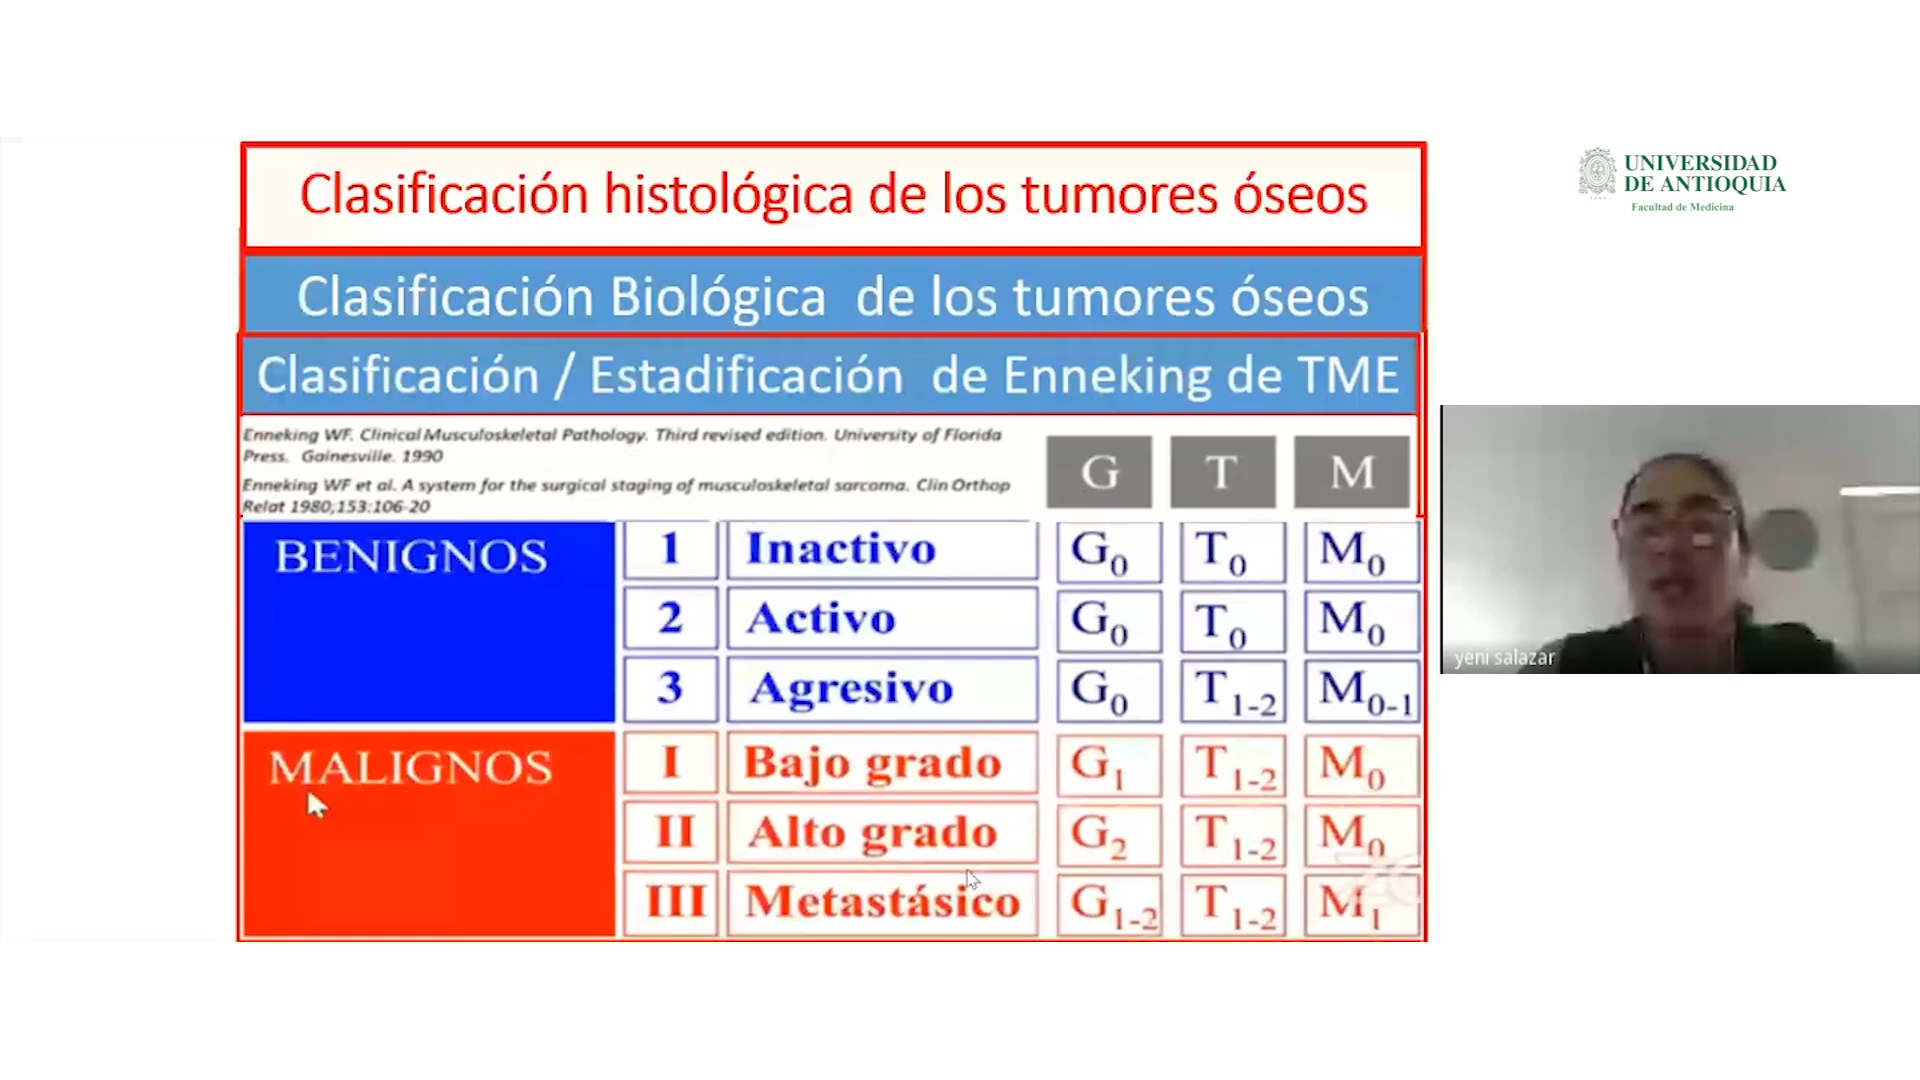 Clasificación histológica de los tumores óseos
UNIVERSIDAD
DE ANTIOQUIA
Facultad de Medicina
Clasificación Biológica de los tumores óseos
Clasificación / Estadificación de Enneking de TME
Enneking WF. Clinical Musculoskeletal Pathology. Third revised edition. University of Florida
Press. Gainesville. 1990
Enneking WF et al. A system for the surgical staging of musculoskeletal sarcoma. Clin Orthop
Relat 1980;153:106-20
G T M
BENIGNOS 1 Inactivo G0 T0 M0
2 Activo G0 T0 M0
3 Agresivo G0 T1-2 M0-1
MALIGNOS I Bajo grado G1 T1-2 M0
II Alto grado G2 T1-2 M0
III Metastásico G1-2 T1-2 M1
yeni salazar